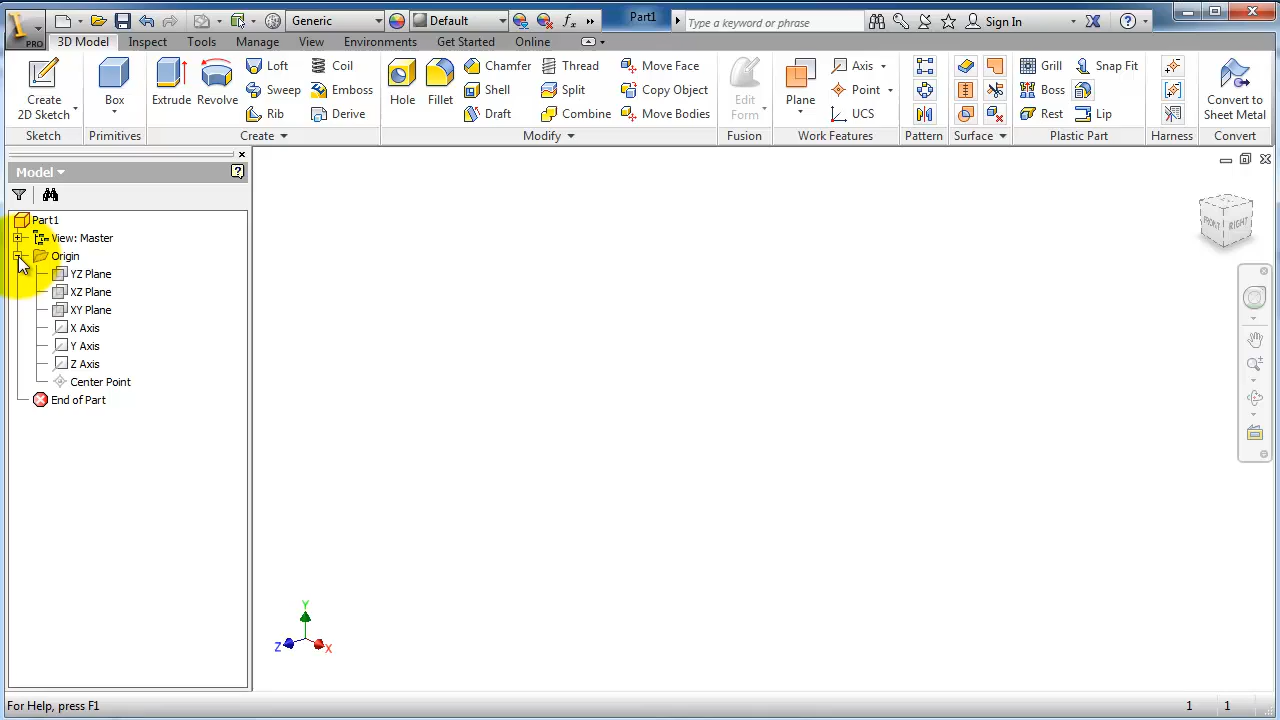 Generic
Default
Part1
Type a keyword or phrase
Sign In
PRO
3D Model
Inspect
Tools
Manage
View
Environments
Get Started
Online
Create
2D Sketch
Sketch
Box
Primitives
Extrude
Revolve
Loft
Sweep
Rib
Coil
Emboss
Derive
Create
Hole
Fillet
Chamfer
Shell
Draft
Thread
Split
Combine
Move Face
Copy Object
Move Bodies
Modify
Edit
Form
Fusion
Plane
Axis
Point
UCS
Work Features
Pattern
Surface
Grill
Boss
Rest
Snap Fit
Lip
Plastic Part
Harness
Convert to
Sheet Metal
Convert
Model
Part1
View: Master
Origin
YZ Plane
XZ Plane
XY Plane
X Axis
Y Axis
Z Axis
Center Point
End of Part
FRONT
RIGHT
Y
Z
X
For Help, press F1
1
1